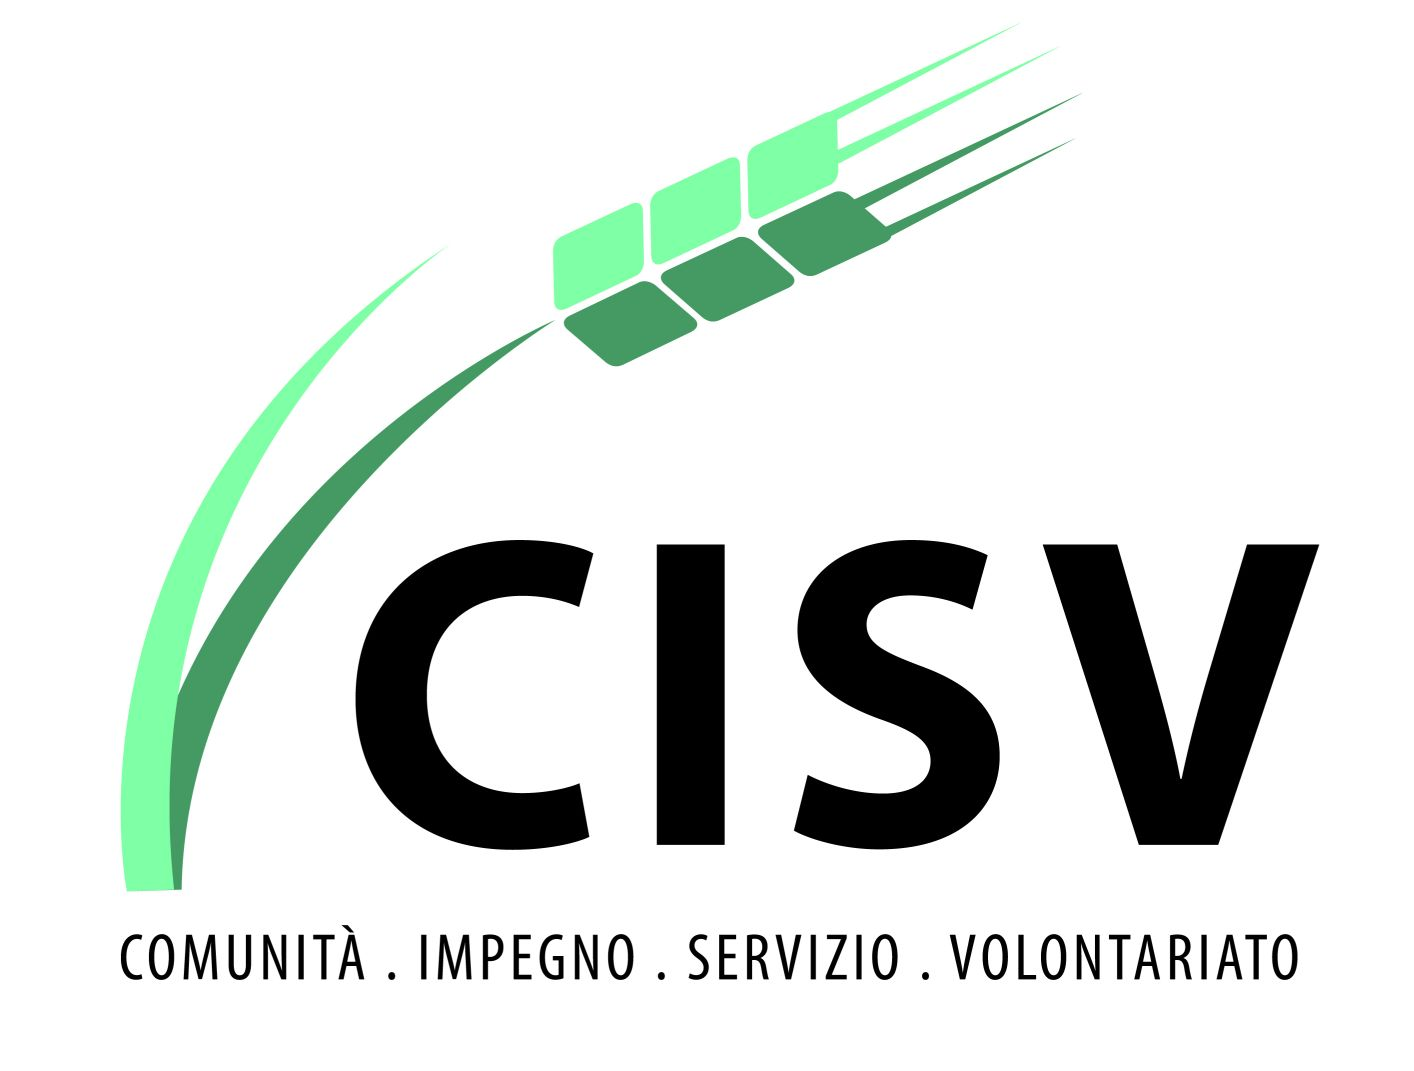 CISV
COMUNITÀ . IMPEGNO . SERVIZIO . VOLONTARIATO